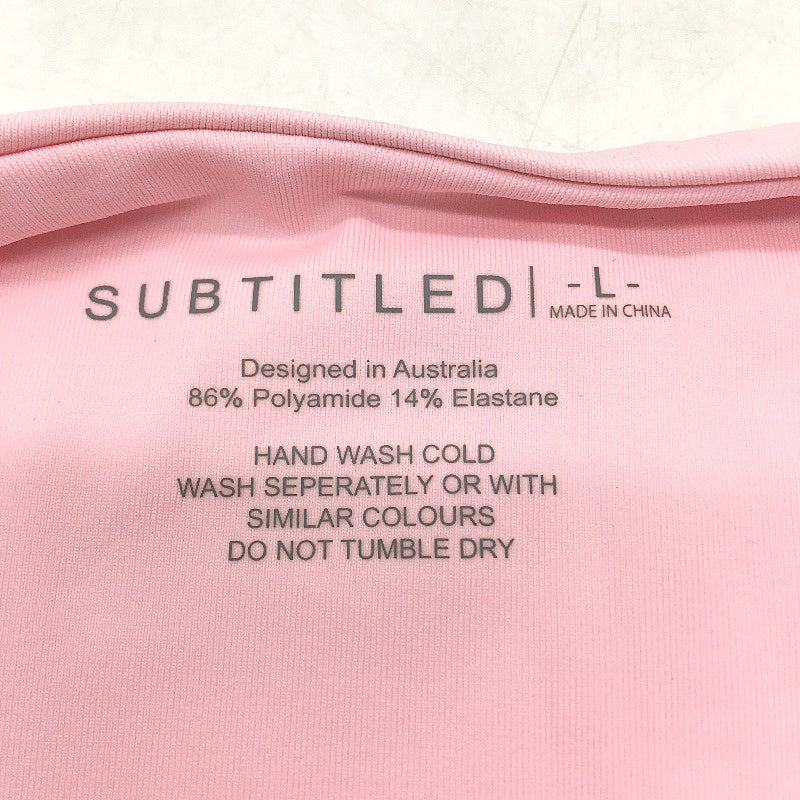 SUBTITLED | -L-
MADE IN CHINA
Designed in Australia
86% Polyamide 14% Elastane
HAND WASH COLD
WASH SEPERATELY OR WITH
SIMILAR COLOURS
DO NOT TUMBLE DRY